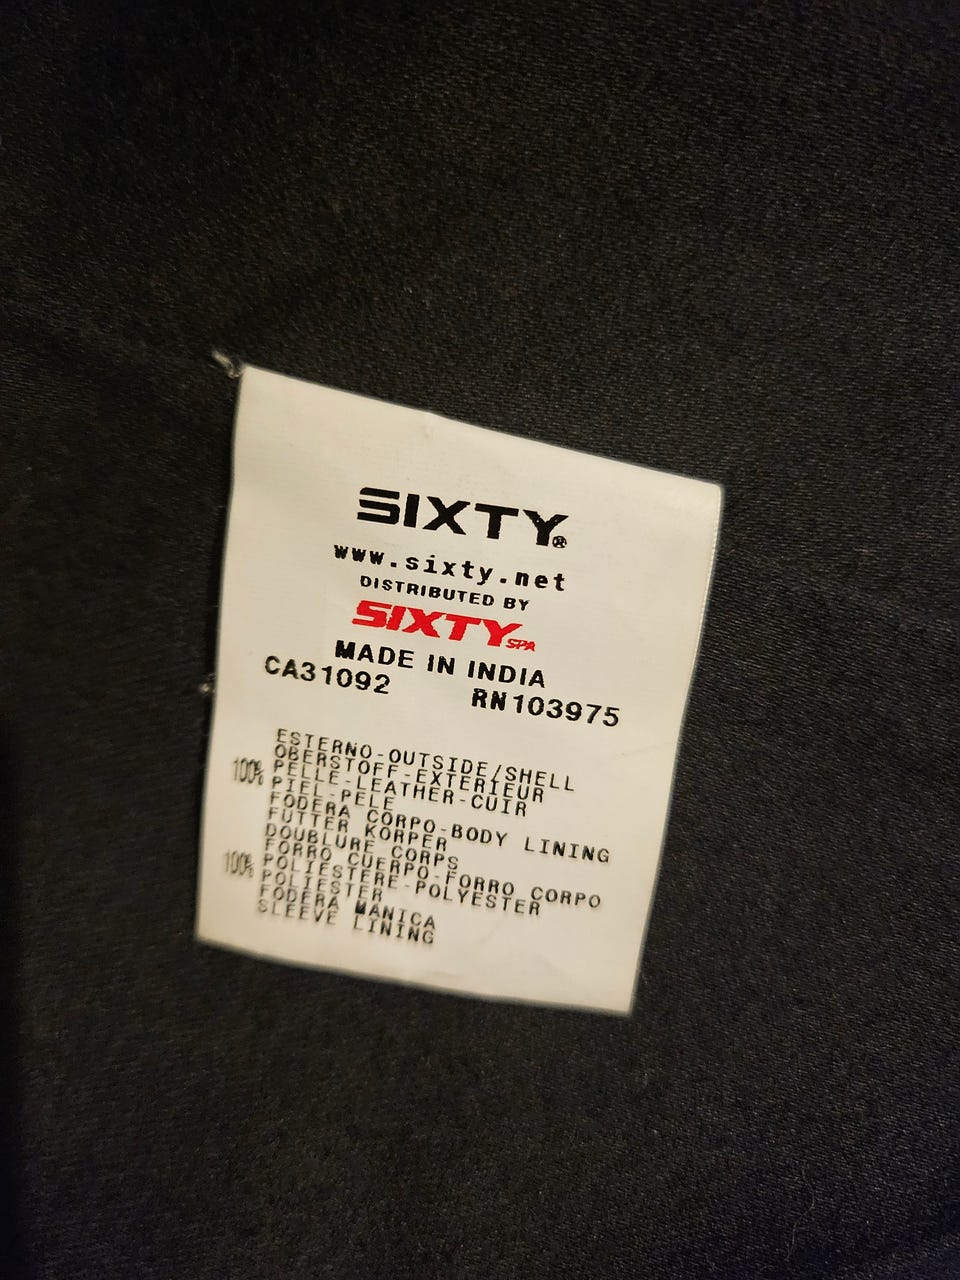 SIXTY®
www.sixty.net
DISTRIBUTED BY
SIXTY SPA
MADE IN INDIA
CA31092 RN103975
ESTERNO-OUTSIDE/SHELL
OBERSTOFF-EXTERIEUR
100% PELLE-LEATHER-CUIR
PIEL-PELE
FODERA CORPO-BODY LINING
FUTTER KORPER
DOUBLURE CORPS
FORRO CUERPO-FORRO CORPO
100% POLIESTERE-POLYESTER
POLIESTER
FODERA MANICA
SLEEVE LINING